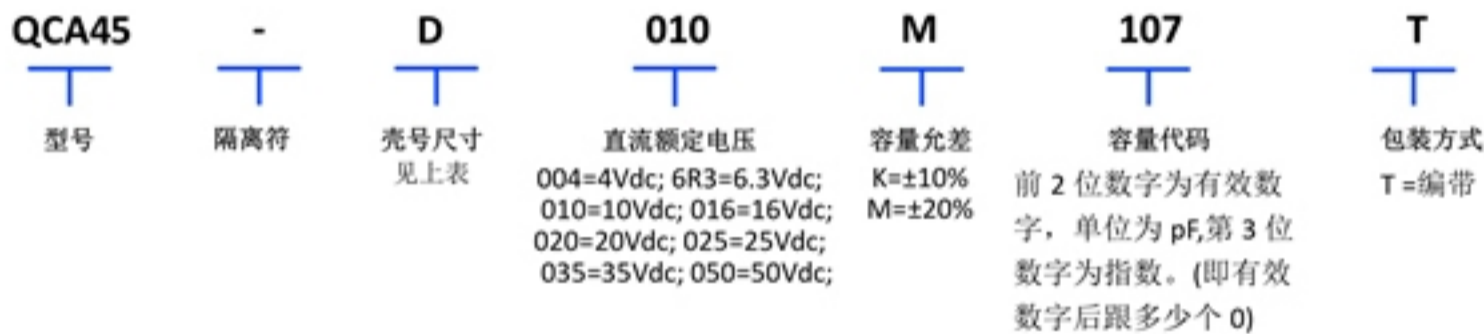 QCA45 - D 010 M 107 T
型号 隔离符 壳号尺寸 直流额定电压 容量允差 容量代码 包装方式
见上表
004=4Vdc; 6R3=6.3Vdc;
010=10Vdc; 016=16Vdc;
020=20Vdc; 025=25Vdc;
035=35Vdc; 050=50Vdc;
K=±10%
M=±20%
前 2 位数字为有效数
字，单位为 pF,第 3 位
数字为指数。(即有效
数字后跟多少个 0)
T =编带